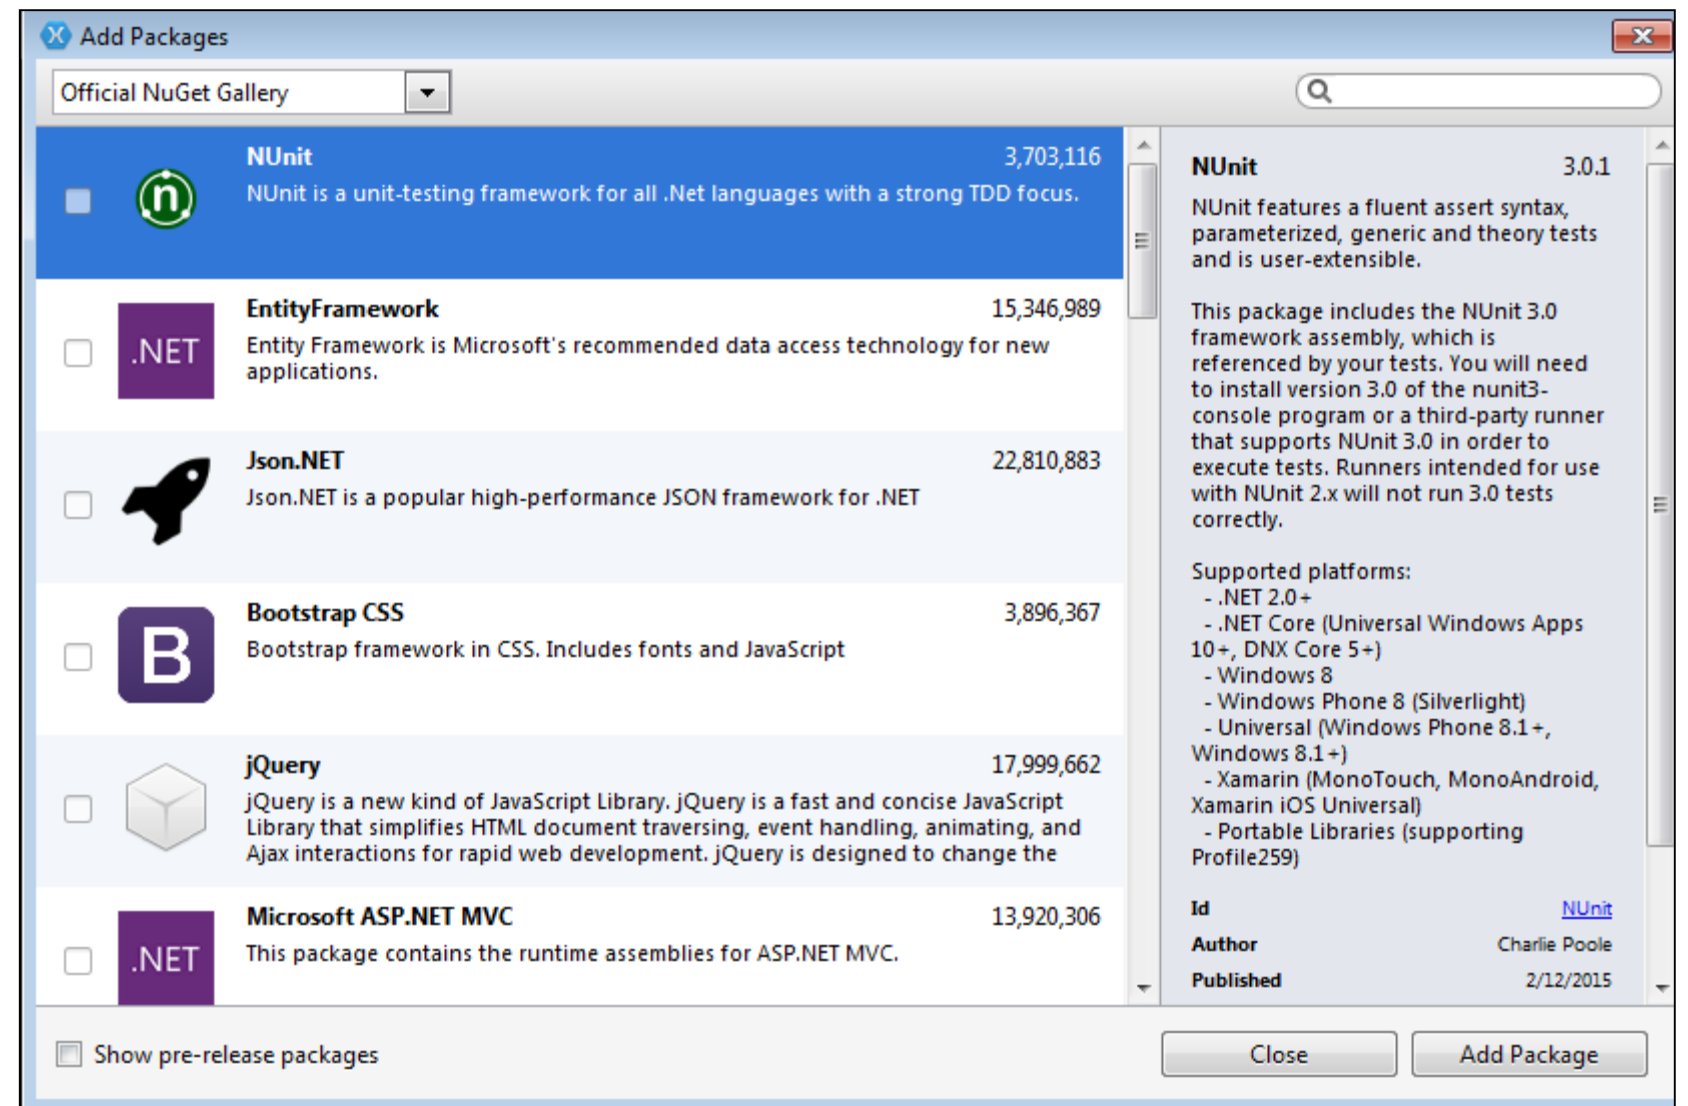 Add Packages
Official NuGet Gallery
NUnit 3,703,116
NUnit is a unit-testing framework for all .Net languages with a strong TDD focus.
.NET
EntityFramework 15,346,989
Entity Framework is Microsoft's recommended data access technology for new
applications.
Json.NET 22,810,883
Json.NET is a popular high-performance JSON framework for .NET
B
Bootstrap CSS 3,896,367
Bootstrap framework in CSS. Includes fonts and JavaScript
jQuery 17,999,662
jQuery is a new kind of JavaScript Library. jQuery is a fast and concise JavaScript
Library that simplifies HTML document traversing, event handling, animating, and
Ajax interactions for rapid web development. jQuery is designed to change the
.NET
Microsoft ASP.NET MVC 13,920,306
This package contains the runtime assemblies for ASP.NET MVC.
NUnit 3.0.1
NUnit features a fluent assert syntax,
parameterized, generic and theory tests
and is user-extensible.
This package includes the NUnit 3.0
framework assembly, which is
referenced by your tests. You will need
to install version 3.0 of the nunit3-
console program or a third-party runner
that supports NUnit 3.0 in order to
execute tests. Runners intended for use
with NUnit 2.x will not run 3.0 tests
correctly.
Supported platforms:
- .NET 2.0+
- .NET Core (Universal Windows Apps
10+, DNX Core 5+)
- Windows 8
- Windows Phone 8 (Silverlight)
- Universal (Windows Phone 8.1+,
Windows 8.1+)
- Xamarin (MonoTouch, MonoAndroid,
Xamarin iOS Universal)
- Portable Libraries (supporting
Profile259)
Id NUnit
Author Charlie Poole
Published 2/12/2015
Show pre-release packages
Close
Add Package